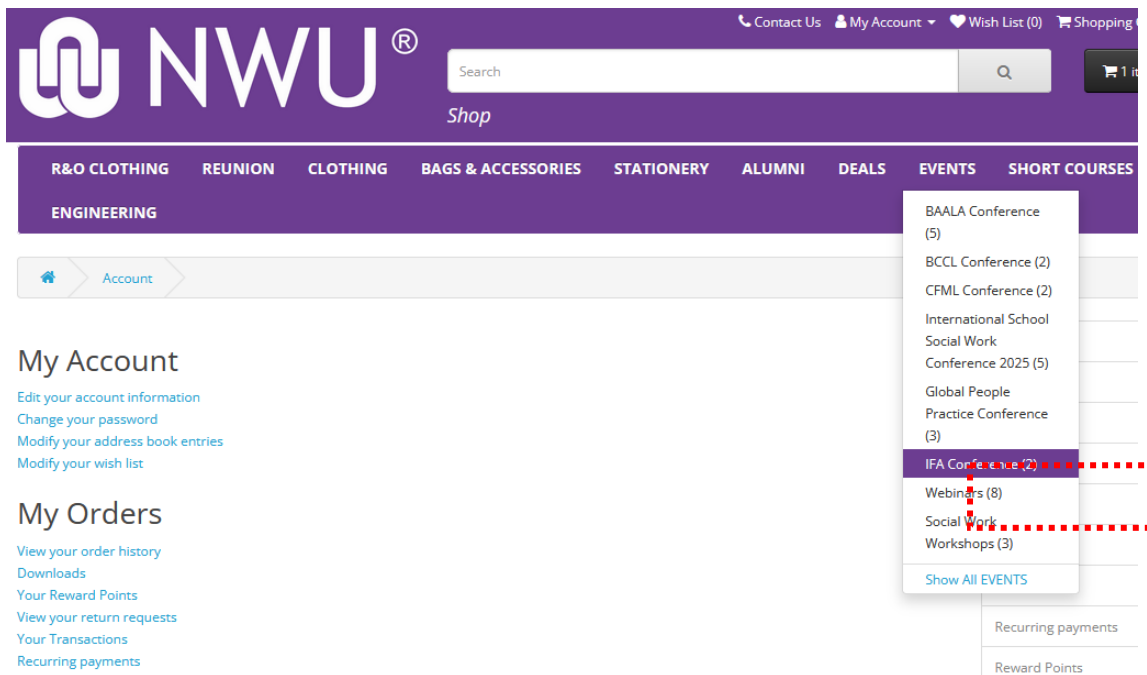 Contact Us My Account Wish List (0) Shopping
NWU®
Search
1
Shop
R&O CLOTHING REUNION CLOTHING BAGS & ACCESSORIES STATIONERY ALUMNI DEALS EVENTS SHORT COURSES
ENGINEERING
Account
BAALA Conference
(5)
BCCL Conference (2)
CFML Conference (2)
International School
Social Work
Conference 2025 (5)
Global People
Practice Conference
(3)
IFA Conference (2)
Webinars (8)
Social Work
Workshops (3)
Show All EVENTS
My Account
Edit your account information
Change your password
Modify your address book entries
Modify your wish list
My Orders
View your order history
Downloads
Your Reward Points
View your return requests
Your Transactions
Recurring payments
Recurring payments
Reward Points